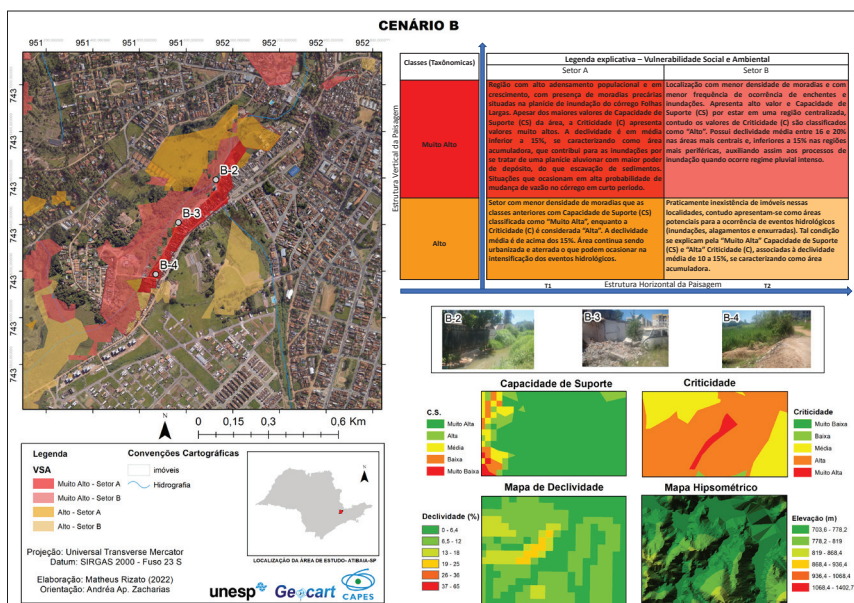 CENÁRIO B
951 951 951 952 952 952 952
743
743
743
743
743
743
743
B-2
B-3
B-4
N
0 0,15 0,3 0,6 Km
Legenda
VSA
Muito Alto - Setor A
Muito Alto - Setor B
Alto - Setor A
Alto - Setor B
Convenções Cartográficas
imóveis
Hidrografia
N
LOCALIZAÇÃO DA ÁREA DE ESTUDO- ATIBAIA-SP
Projeção: Universal Transverse Mercator
Datum: SIRGAS 2000 - Fuso 23 S
Elaboração: Matheus Rizato (2022)
Orientação: Andréa Ap. Zacharias
unesp
Geocart
CAPES
Classes (Taxônomicas)
Legenda explicativa – Vulnerabilidade Social e Ambiental
Setor A
Setor B
Estrutura Vertical da Paisagem
Muito Alto
Região com alto adensamento populacional e em
crescimento, com presença de moradias precárias
situadas na planície de inundação do córrego Folhas
Largas. Apesar dos maiores valores de Capacidade de
Suporte (CS) da área, a Criticidade (C) apresenta
valores muito altos. A declividade é em média
inferior a 15%, se caracterizando como área
acumuladora, que contribui para as inundações por
se tratar de uma planície aluvionar com maior poder
de depósito, do que escavação de sedimentos.
Situações que ocasionam em alta probabilidade de
mudança de vazão no córrego em curto período.
Localização com menor densidade de moradias e com
menor frequência de ocorrência de enchentes e
inundações. Apresenta alto valor e Capacidade de
Suporte (CS) por estar em uma região centralizada,
contudo os valores de Criticidade (C) são classificados
como "Alto". Possui declividade média entre 16 e 20%
nas áreas mais centrais e, inferiores a 15% nas regiões
mais periféricas, auxiliando assim aos processos de
inundação quando ocorre regime pluvial intenso.
Alto
Setor com menor densidade de moradias que as
classes anteriores com Capacidade de Suporte (CS)
classificada como "Muito Alta", enquanto a
Criticidade (C) é considerada "Alta". A declividade
média é de acima dos 15%. Área continua sendo
urbanizada e aterrada o que podem ocasionar na
intensificação dos eventos hidrológicos.
Praticamente inexistência de imóveis nessas
localidades, contudo apresentam-se como áreas
potenciais para a ocorrência de eventos hidrológicos
(inundações, alagamentos e enxurradas). Tal condição
se explicam pela "Muito Alta" Capacidade de Suporte
(CS) e "Alta" Criticidade (C), associadas à declividade
média de 10 a 15%, se caracterizando como área
acumuladora.
T1
Estrutura Horizontal da Paisagem
T2
B-2
B-3
B-4
Capacidade de Suporte
C.S.
Muito Alta
Alta
Média
Baixa
Muito Baixa
Criticidade
Criticidade
Muito Baixa
Baixa
Média
Alta
Muito Alta
Mapa de Declividade
Declividade (%)
0 - 6,4
6,5 - 12
13 - 18
19 - 25
26 - 36
37 - 65
Mapa Hipsométrico
Elevação (m)
703,6 - 778,2
778,2 - 819
819 - 868,4
868,4 - 936,4
936,4 - 1068,4
1068,4 - 1402,7